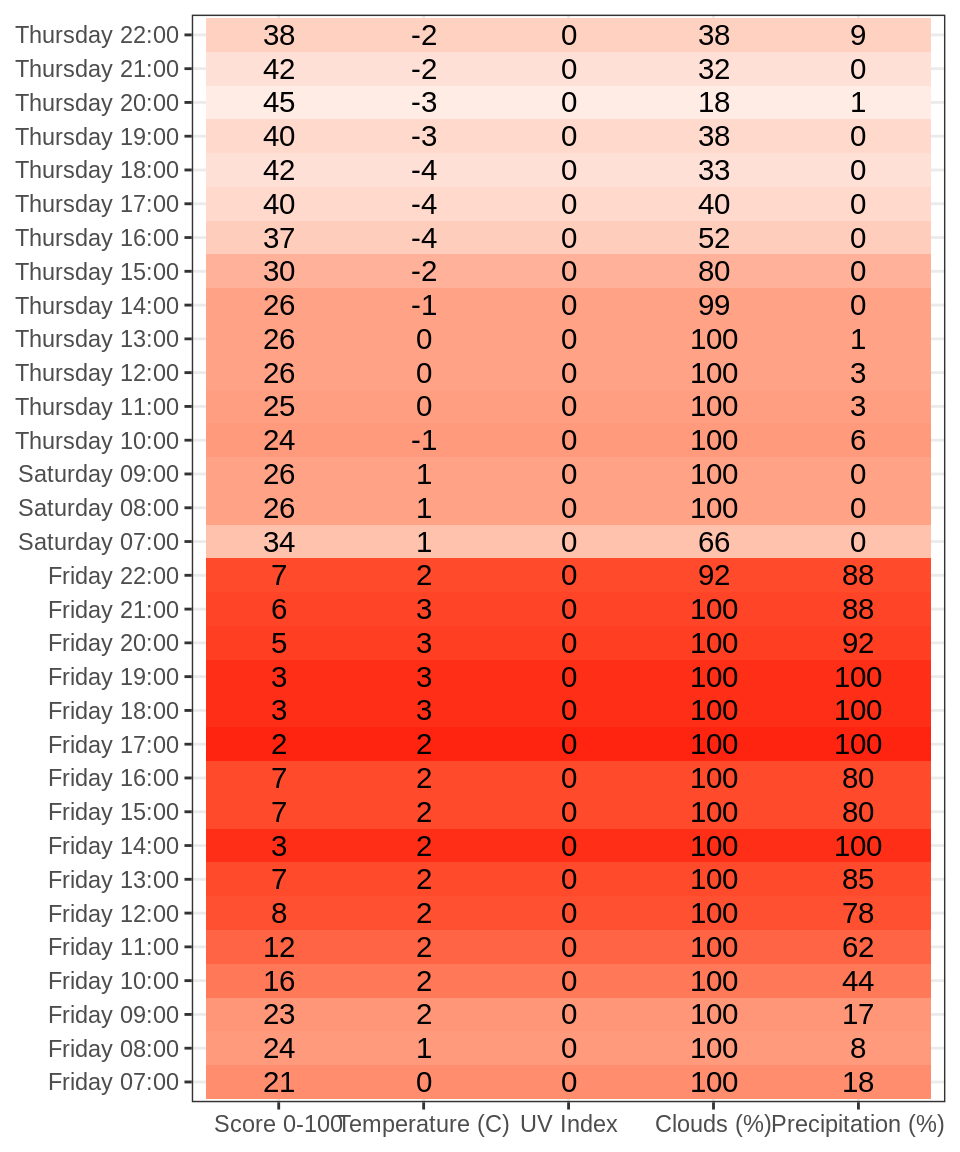 Thursday 22:00 38 -2 0 38 9
Thursday 21:00 42 -2 0 32 0
Thursday 20:00 45 -3 0 18 1
Thursday 19:00 40 -3 0 38 0
Thursday 18:00 42 -4 0 33 0
Thursday 17:00 40 -4 0 40 0
Thursday 16:00 37 -4 0 52 0
Thursday 15:00 30 -2 0 80 0
Thursday 14:00 26 -1 0 99 0
Thursday 13:00 26 0 0 100 1
Thursday 12:00 26 0 0 100 3
Thursday 11:00 25 0 0 100 3
Thursday 10:00 24 -1 0 100 6
Saturday 09:00 26 1 0 100 0
Saturday 08:00 26 1 0 100 0
Saturday 07:00 34 1 0 66 0
Friday 22:00 7 2 0 92 88
Friday 21:00 6 3 0 100 88
Friday 20:00 5 3 0 100 92
Friday 19:00 3 3 0 100 100
Friday 18:00 3 3 0 100 100
Friday 17:00 2 2 0 100 100
Friday 16:00 7 2 0 100 80
Friday 15:00 7 2 0 100 80
Friday 14:00 3 2 0 100 100
Friday 13:00 7 2 0 100 85
Friday 12:00 8 2 0 100 78
Friday 11:00 12 2 0 100 62
Friday 10:00 16 2 0 100 44
Friday 09:00 23 2 0 100 17
Friday 08:00 24 1 0 100 8
Friday 07:00 21 0 0 100 18
Score 0-100 Temperature (C) UV Index Clouds (%) Precipitation (%)